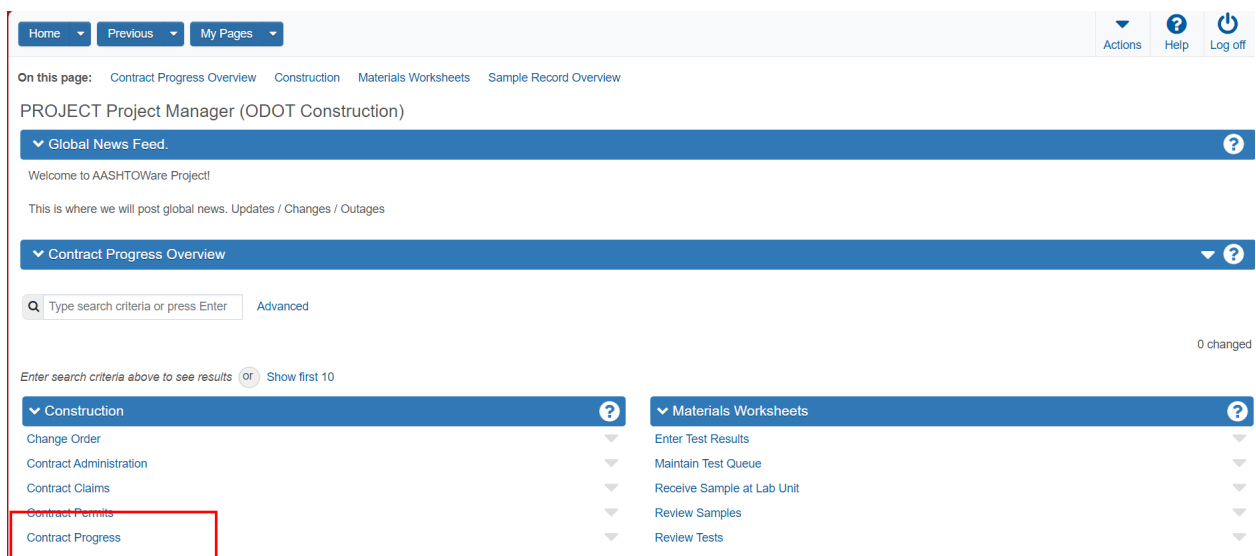 Home Previous My Pages
Actions Help Log off
On this page: Contract Progress Overview Construction Materials Worksheets Sample Record Overview
PROJECT Project Manager (ODOT Construction)
Global News Feed.
Welcome to AASHTOWare Project!
This is where we will post global news. Updates / Changes / Outages
Contract Progress Overview
Type search criteria or press Enter Advanced
0 changed
Enter search criteria above to see results or Show first 10
Construction
Change Order
Contract Administration
Contract Claims
Contract Permits
Contract Progress
Materials Worksheets
Enter Test Results
Maintain Test Queue
Receive Sample at Lab Unit
Review Samples
Review Tests